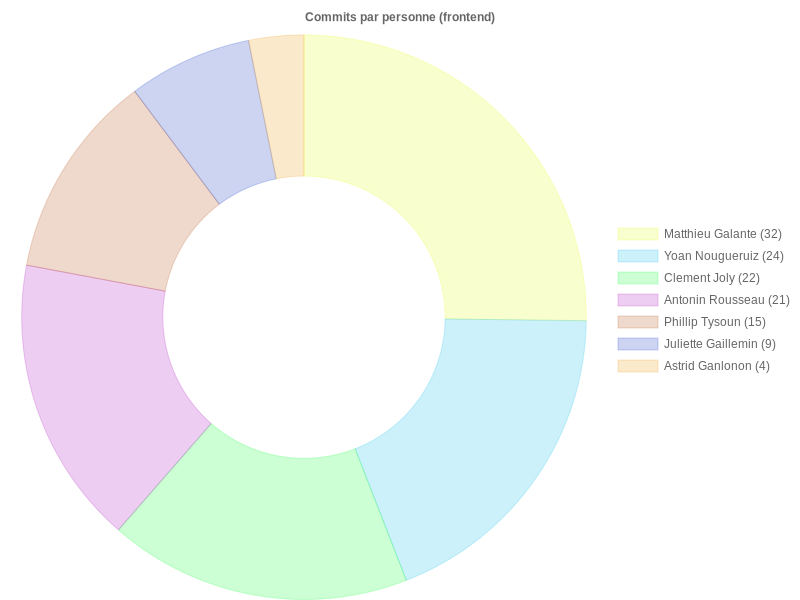 Commits par personne (frontend)
Matthieu Galante (32)
Yoan Nougueruiz (24)
Clement Joly (22)
Antonin Rousseau (21)
Phillip Tysoun (15)
Juliette Gaillemin (9)
Astrid Ganlonon (4)